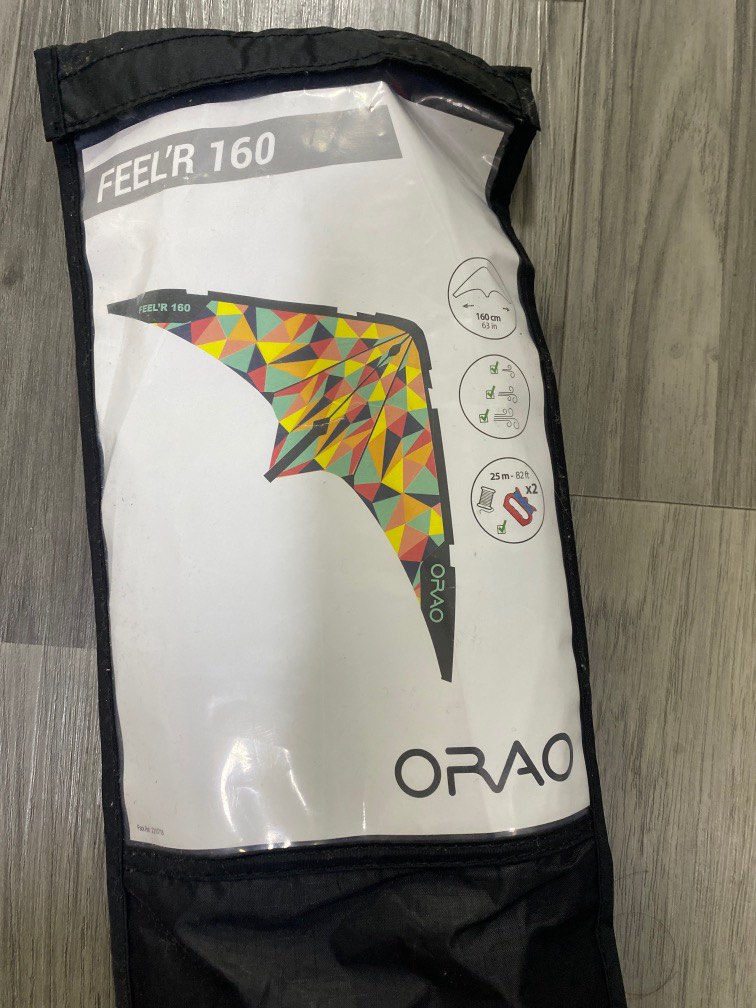 FEEL'R 160
FEEL'R 160
160 cm
63 in
25 m - 82 ft
x2
ORAO
ORAO